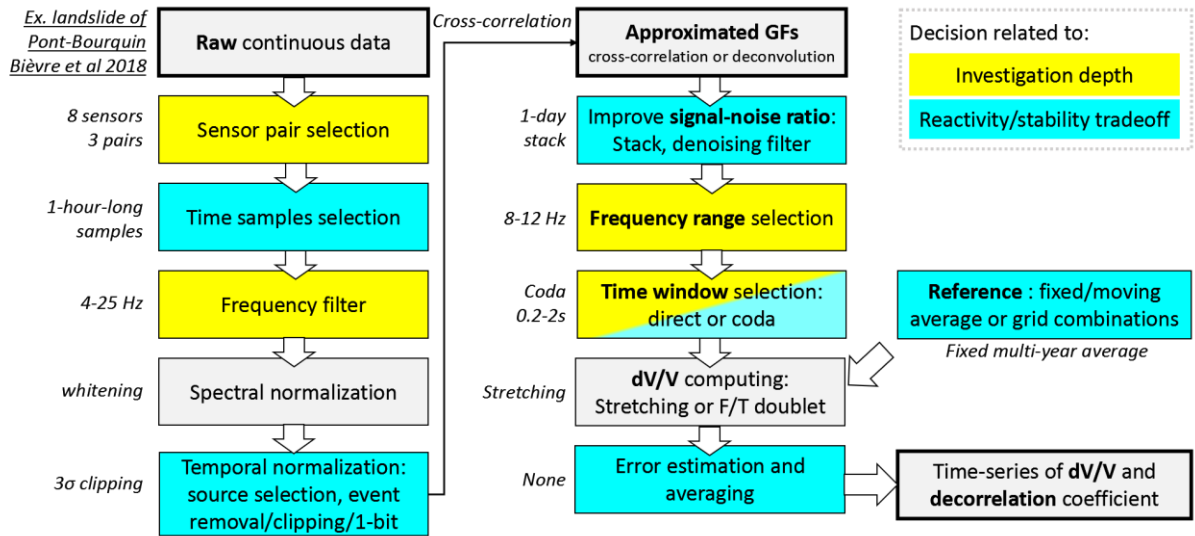 Ex. landslide of
Pont-Bourquin
Bièvre et al 2018
Raw continuous data
8 sensors
3 pairs
Sensor pair selection
1-hour-long
samples
Time samples selection
4-25 Hz
Frequency filter
whitening
Spectral normalization
3σ clipping
Temporal normalization:
source selection, event
removal/clipping/1-bit
Cross-correlation
Approximated GFs
cross-correlation or deconvolution
1-day
stack
Improve signal-noise ratio:
Stack, denoising filter
8-12 Hz
Frequency range selection
Coda
0.2-2s
Time window selection:
direct or coda
Reference : fixed/moving
average or grid combinations
Fixed multi-year average
Stretching
dV/V computing:
Stretching or F/T doublet
None
Error estimation and
averaging
Time-series of dV/V and
decorrelation coefficient
Decision related to:
Investigation depth
Reactivity/stability tradeoff